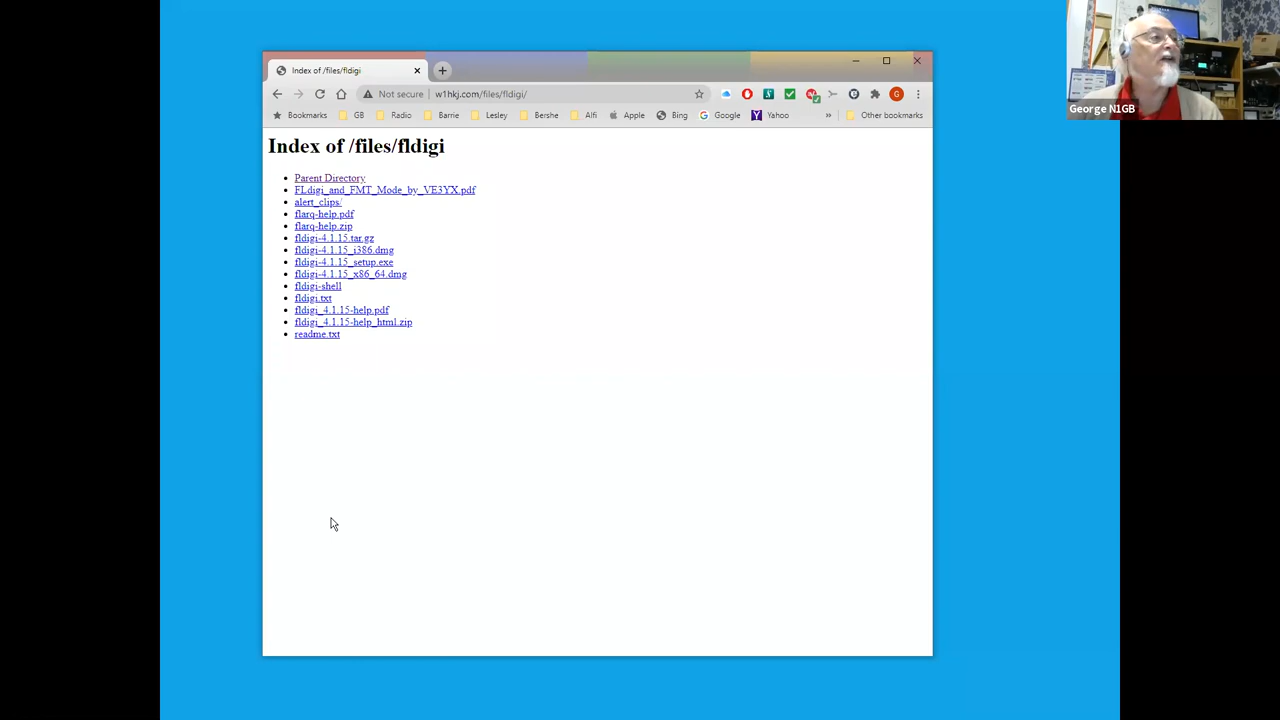 Index of /files/fldigi
Not secure | w1hkj.com/files/fldigi/
Bookmarks GB Radio Barrie Lesley Bershe Alfi Apple Bing Google Yahoo » Other bookmarks
Index of /files/fldigi
Parent Directory
FLdigi_and_FMT_Mode_by_VE3YX.pdf
alert_clips/
flarq-help.pdf
flarq-help.zip
fldigi-4.1.15.tar.gz
fldigi-4.1.15_i386.dmg
fldigi-4.1.15_setup.exe
fldigi-4.1.15_x86_64.dmg
fldigi-shell
fldigi.txt
fldigi_4.1.15-help.pdf
fldigi_4.1.15-help_html.zip
readme.txt
George N1GB